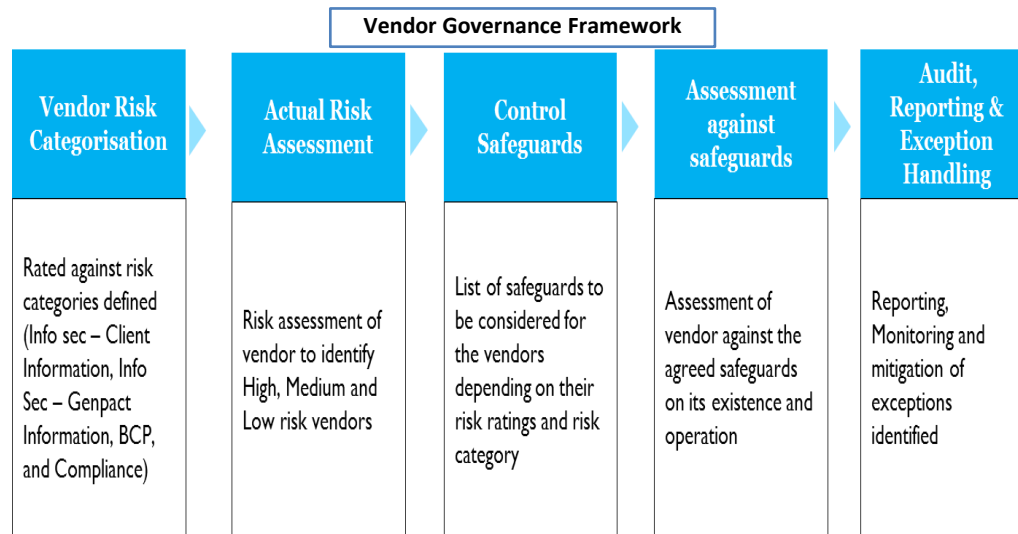 Vendor Governance Framework
Vendor Risk
Categorisation
Actual Risk
Assessment
Control
Safeguards
Assessment
against
safeguards
Audit,
Reporting &
Exception
Handling
Rated against risk
categories defined
(Info sec – Client
Information, Info
Sec – Genpact
Information, BCP,
and Compliance)
Risk assessment of
vendor to identify
High, Medium and
Low risk vendors
List of safeguards to
be considered for
the vendors
depending on their
risk ratings and risk
category
Assessment of
vendor against the
agreed safeguards
on its existence and
operation
Reporting,
Monitoring and
mitigation of
exceptions
identified